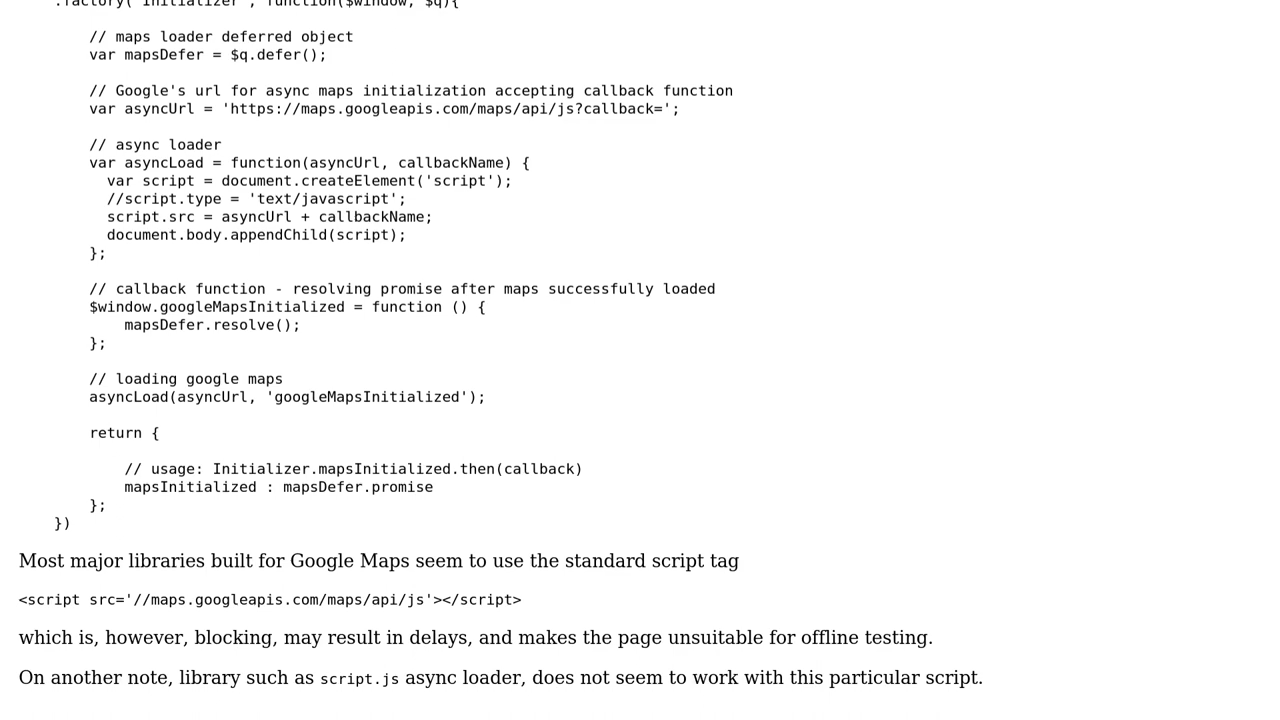 .factory('Initializer', function($window, $q){
// maps loader deferred object
var mapsDefer = $q.defer();
// Google's url for async maps initialization accepting callback function
var asyncUrl = 'https://maps.googleapis.com/maps/api/js?callback=';
// async loader
var asyncLoad = function(asyncUrl, callbackName) {
var script = document.createElement('script');
//script.type = 'text/javascript';
script.src = asyncUrl + callbackName;
document.body.appendChild(script);
};
// callback function - resolving promise after maps successfully loaded
$window.googleMapsInitialized = function () {
mapsDefer.resolve();
};
// loading google maps
asyncLoad(asyncUrl, 'googleMapsInitialized');
return {
// usage: Initializer.mapsInitialized.then(callback)
mapsInitialized : mapsDefer.promise
};
})
Most major libraries built for Google Maps seem to use the standard script tag
<script src='//maps.googleapis.com/maps/api/js'></script>
which is, however, blocking, may result in delays, and makes the page unsuitable for offline testing.
On another note, library such as script.js async loader, does not seem to work with this particular script.